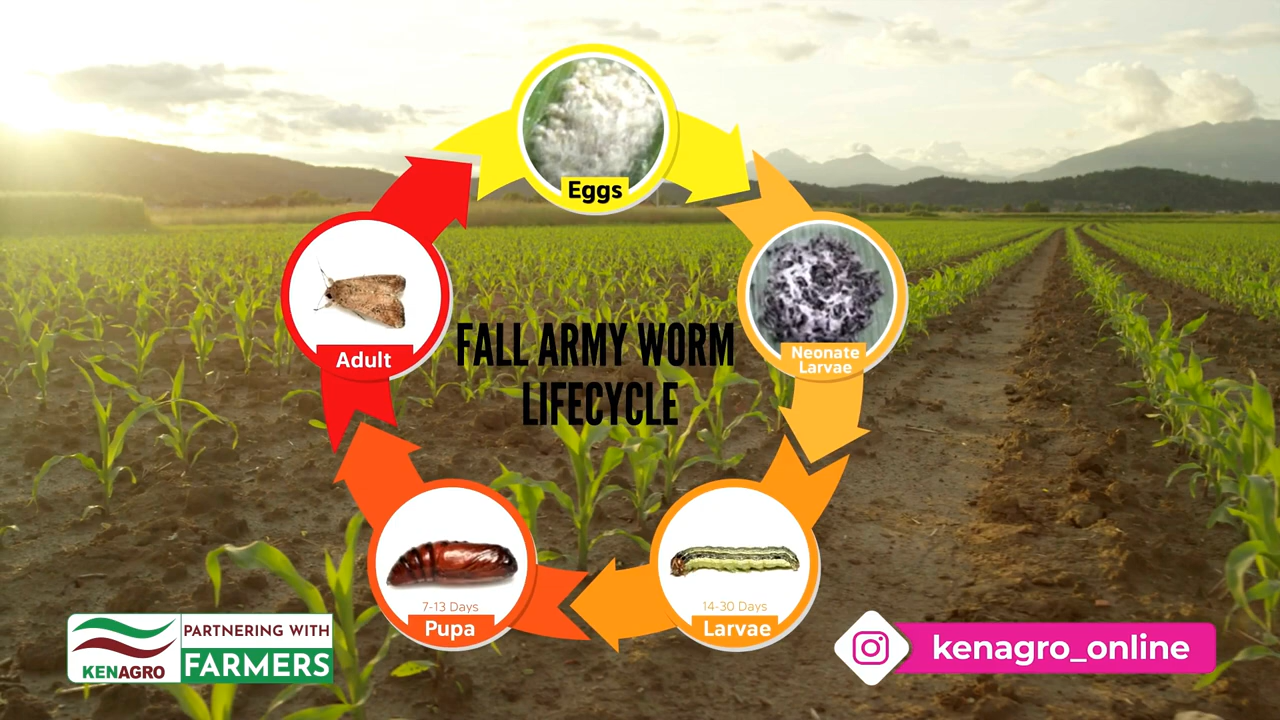 Eggs
Neonate
Larvae
Adult
FALL ARMY WORM
LIFECYCLE
7-13 Days
Pupa
14-30 Days
Larvae
KENAGRO
PARTNERING WITH
FARMERS
kenagro_online